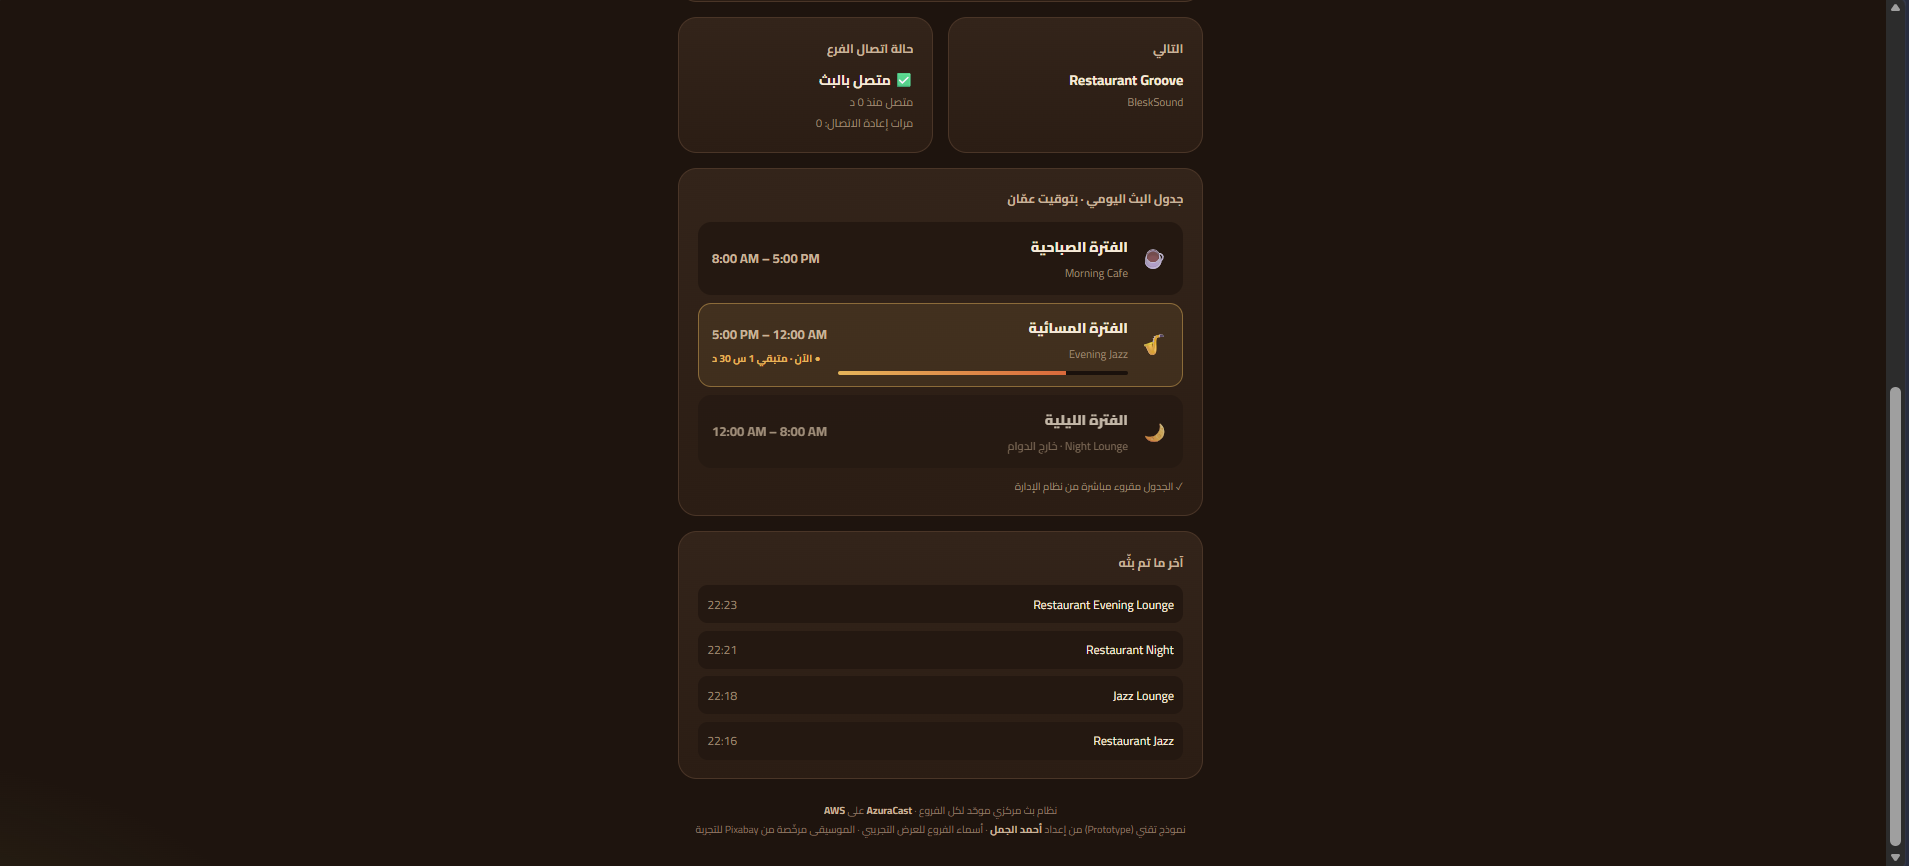 التالي
Restaurant Groove
BleskSound
حالة اتصال الفرع
✅ متصل بالبث
متصل منذ 0 د
مرات إعادة الاتصال: 0
جدول البث اليومي · بتوقيت عمّان
الفترة الصباحية
Morning Cafe
8:00 AM – 5:00 PM
الفترة المسائية
Evening Jazz
5:00 PM – 12:00 AM
● الآن · متبقي 1 س 30 د
الفترة الليلية
Night Lounge · خارج الدوام
12:00 AM – 8:00 AM
✓ الجدول مقروء مباشرة من نظام الإدارة
آخر ما تم بثّه
Restaurant Evening Lounge 22:23
Restaurant Night 22:21
Jazz Lounge 22:18
Restaurant Jazz 22:16
نظام بث مركزي موحّد لكل الفروع · AzuraCast على AWS
نموذج تقني (Prototype) من إعداد أحمد الجمل · أسماء الفروع للعرض التجريبي · الموسيقى مرخّصة من Pixabay للتجربة